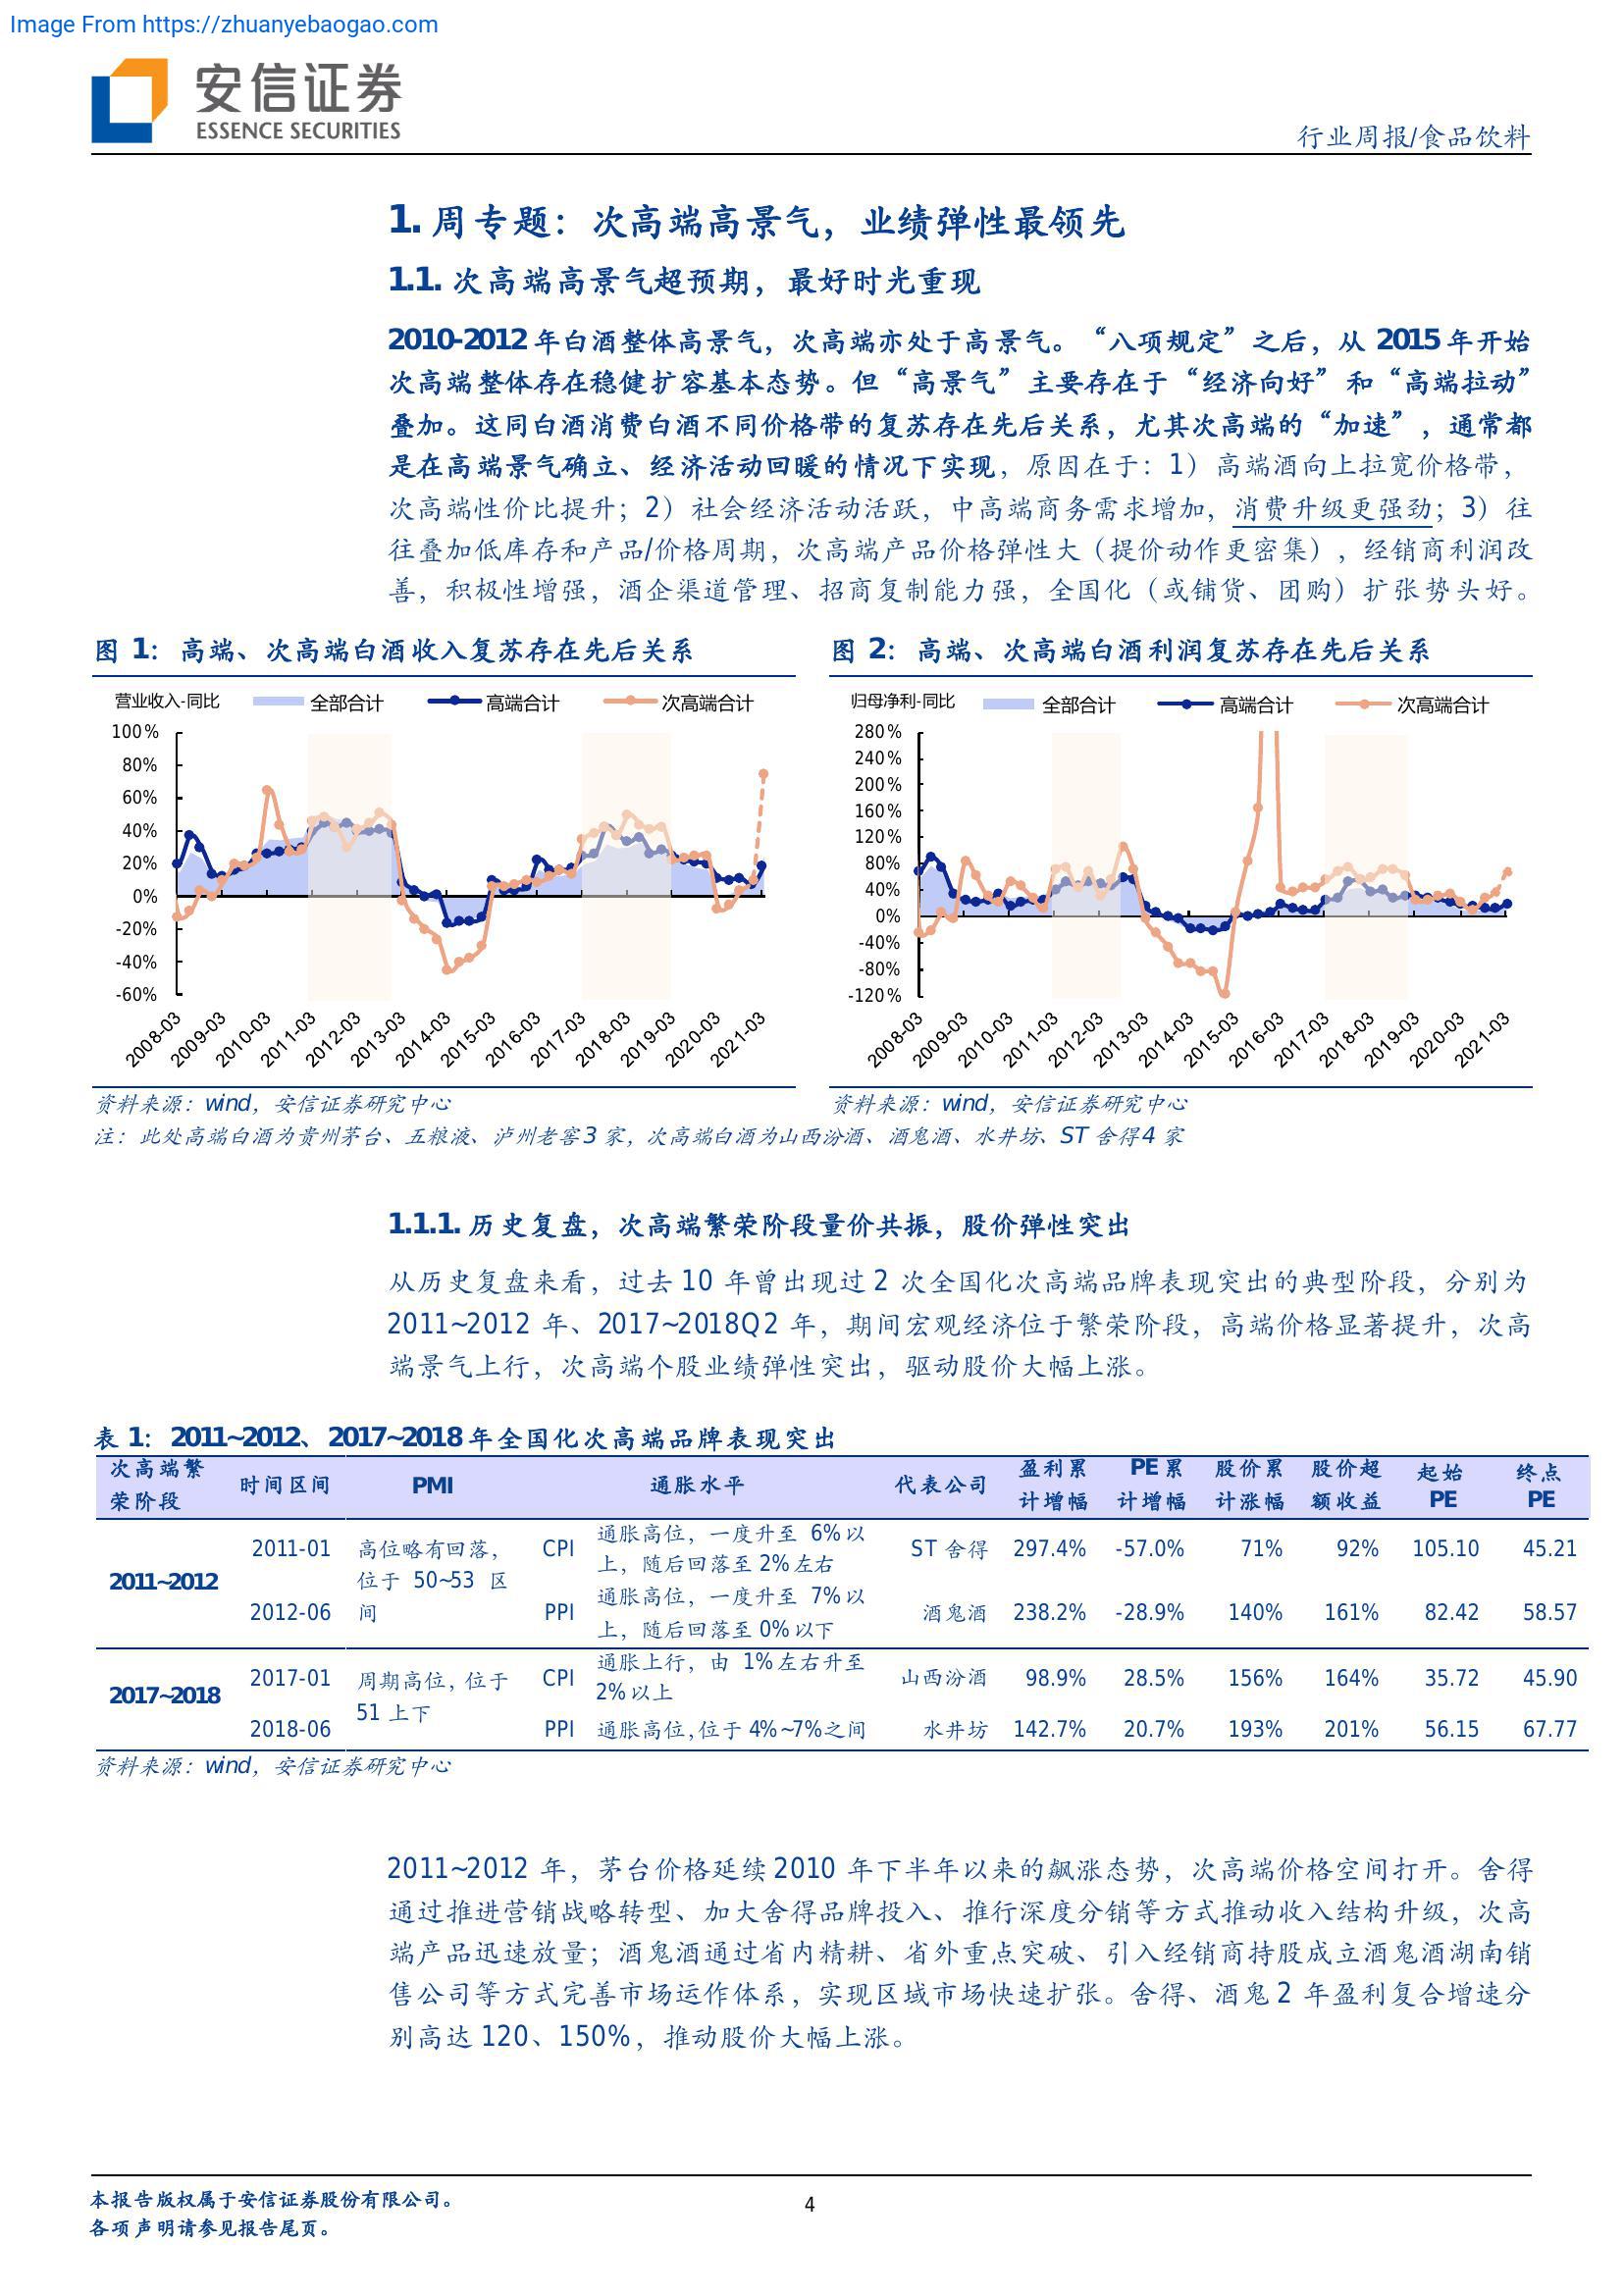 Image From https://zhuanyebaogao.com
安信证券
ESSENCE SECURITIES
行业周报/食品饮料
1. 周专题：次高端高景气，业绩弹性最领先
1.1. 次高端高景气超预期，最好时光重现
2010-2012 年白酒整体高景气，次高端亦处于高景气。“八项规定”之后，从 2015 年开始
次高端整体存在稳健扩容基本态势。但“高景气”主要存在于“经济向好”和“高端拉动”
叠加。这同白酒消费白酒不同价格带的复苏存在先后关系，尤其次高端的“加速”，通常都
是在高端景气确立、经济活动回暖的情况下实现，原因在于：1）高端酒向上拉宽价格带，
次高端性价比提升；2）社会经济活动活跃，中高端商务需求增加，消费升级更强劲；3）往
往叠加低库存和产品/价格周期，次高端产品价格弹性大（提价动作更密集），经销商利润改
善，积极性增强，酒企渠道管理、招商复制能力强，全国化（或铺货、团购）扩张势头好。
图 1：高端、次高端白酒收入复苏存在先后关系
营业收入-同比 全部合计 高端合计 次高端合计
100%
80%
60%
40%
20%
0%
-20%
-40%
-60%
2008-03 2009-03 2010-03 2011-03 2012-03 2013-03 2014-03 2015-03 2016-03 2017-03 2018-03 2019-03 2020-03 2021-03
资料来源：wind，安信证券研究中心
图 2：高端、次高端白酒利润复苏存在先后关系
归母净利-同比 全部合计 高端合计 次高端合计
280%
240%
200%
160%
120%
80%
40%
0%
-40%
-80%
-120%
2008-03 2009-03 2010-03 2011-03 2012-03 2013-03 2014-03 2015-03 2016-03 2017-03 2018-03 2019-03 2020-03 2021-03
资料来源：wind，安信证券研究中心
注：此处高端白酒为贵州茅台、五粮液、泸州老窖3 家，次高端白酒为山西汾酒、酒鬼酒、水井坊、ST 舍得4 家
1.1.1. 历史复盘，次高端繁荣阶段量价共振，股价弹性突出
从历史复盘来看，过去 10 年曾出现过 2 次全国化次高端品牌表现突出的典型阶段，分别为
2011~2012 年、2017~2018Q2 年，期间宏观经济位于繁荣阶段，高端价格显著提升，次高
端景气上行，次高端个股业绩弹性突出，驱动股价大幅上涨。
表 1：2011~2012、2017~2018 年全国化次高端品牌表现突出
次高端繁荣阶段 时间区间 PMI 通胀水平 代表公司 盈利累计增幅 PE 累计增幅 股价累计涨幅 股价超额收益 起始PE 终点PE
2011~2012 2011-01 高位略有回落，位于 50~53 区间 CPI 通胀高位，一度升至 6%以上，随后回落至 2%左右 ST 舍得 297.4% -57.0% 71% 92% 105.10 45.21
2012-06 PPI 通胀高位，一度升至 7%以上，随后回落至 0%以下 酒鬼酒 238.2% -28.9% 140% 161% 82.42 58.57
2017~2018 2017-01 周期高位，位于 51 上下 CPI 通胀上行，由 1%左右升至 2%以上 山西汾酒 98.9% 28.5% 156% 164% 35.72 45.90
2018-06 PPI 通胀高位，位于 4%~7%之间 水井坊 142.7% 20.7% 193% 201% 56.15 67.77
资料来源：wind，安信证券研究中心
2011~2012 年，茅台价格延续 2010 年下半年以来的飙涨态势，次高端价格空间打开。舍得
通过推进营销战略转型、加大舍得品牌投入、推行深度分销等方式推动收入结构升级，次高
端产品迅速放量；酒鬼酒通过省内精耕、省外重点突破、引入经销商持股成立酒鬼酒湖南销
售公司等方式完善市场运作体系，实现区域市场快速扩张。舍得、酒鬼 2 年盈利复合增速分
别高达 120、150%，推动股价大幅上涨。
本报告版权属于安信证券股份有限公司。
各项声明请参见报告尾页。
4